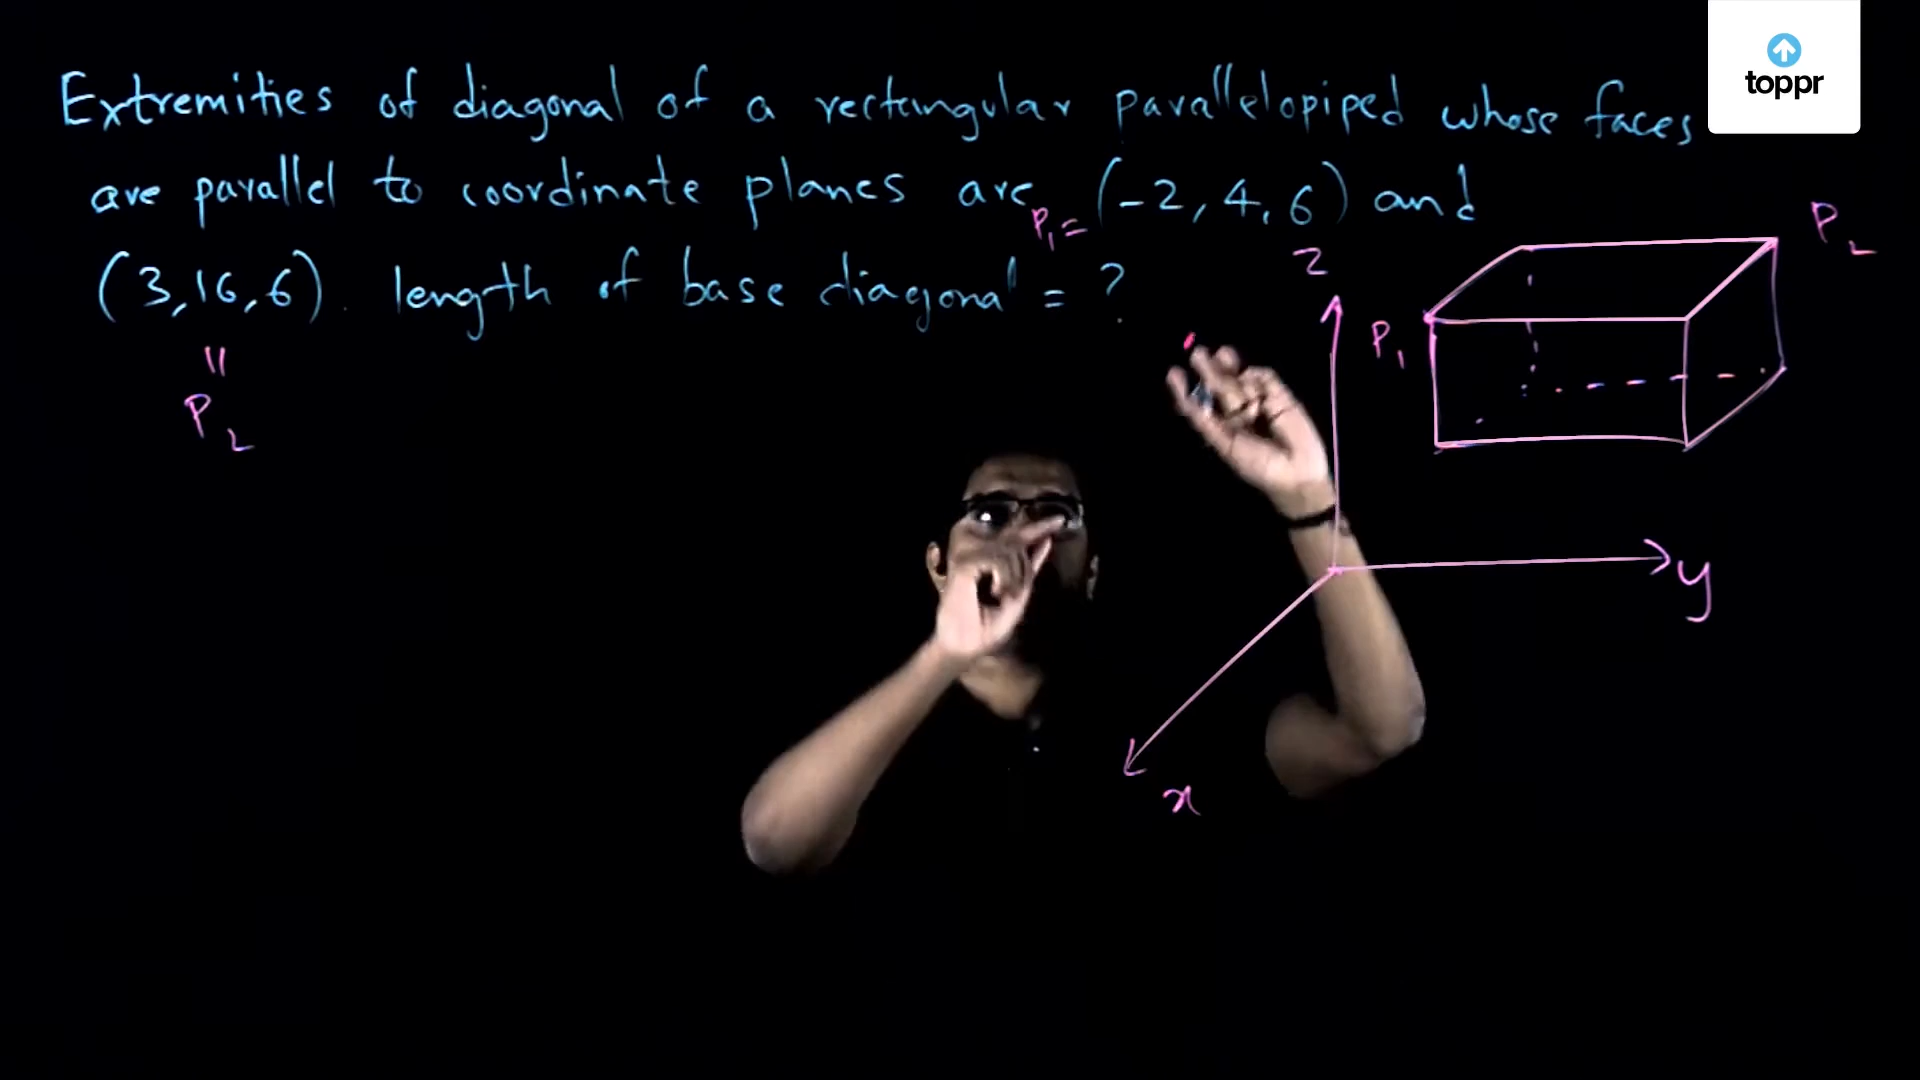 toppr
Extremities of diagonal of a rectangular parallelopiped whose faces
are parallel to coordinate planes are (-2, 4, 6) and
P₁ =
(3, 16, 6). length of base diagonal = ?
||
P₂
z
P₂
P₁
y
x